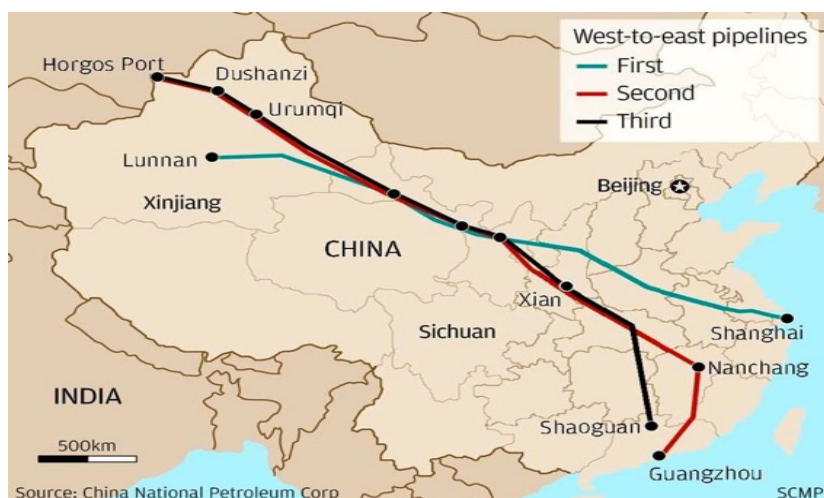 West-to-east pipelines
First
Second
Third
Horgos Port
Dushanzi
Urumqi
Lunnan
Xinjiang
Beijing
CHINA
Xian
Sichuan
Shanghai
Nanchang
INDIA
Shaoguan
500km
Guangzhou
Source: China National Petroleum Corp
SCMP